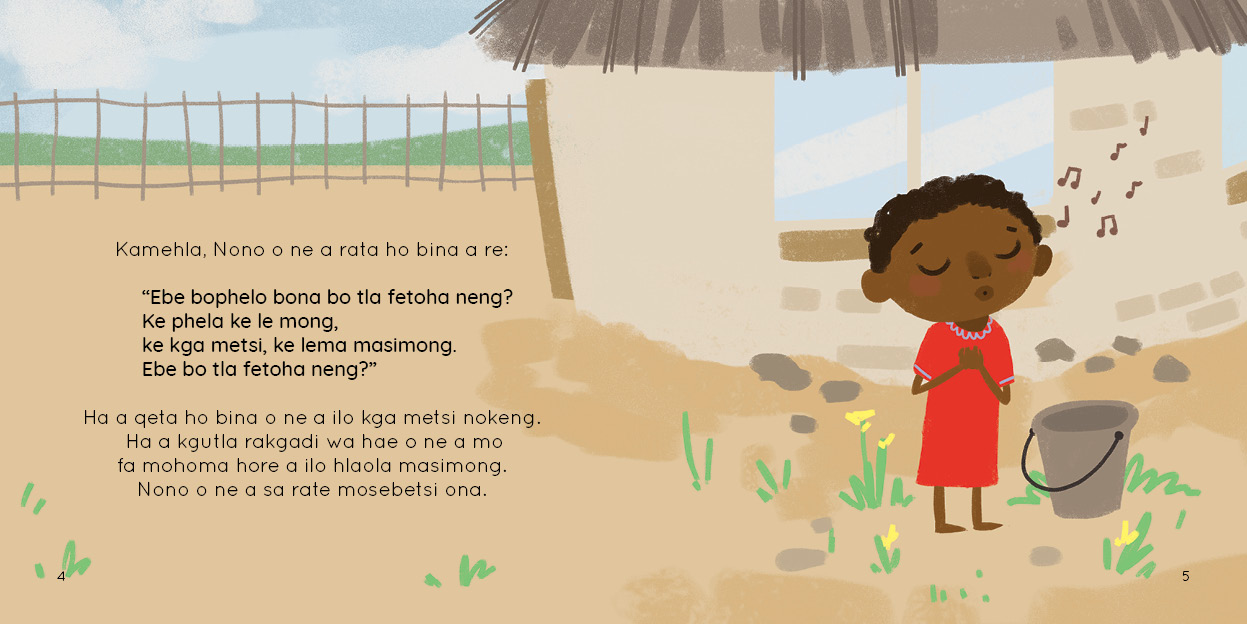 Kamehla, Nono o ne a rata ho bina a re:
“Ebe bophelo bona bo tla fetoha neng?
Ke phela ke le mong,
ke kga metsi, ke lema masimong.
Ebe bo tla fetoha neng?”
Ha a qeta ho bina o ne a ilo kga metsi nokeng.
Ha a kgutla rakgadi wa hae o ne a mo
fa mohoma hore a ilo hlaola masimong.
Nono o ne a sa rate mosebetsi ona.
4
5